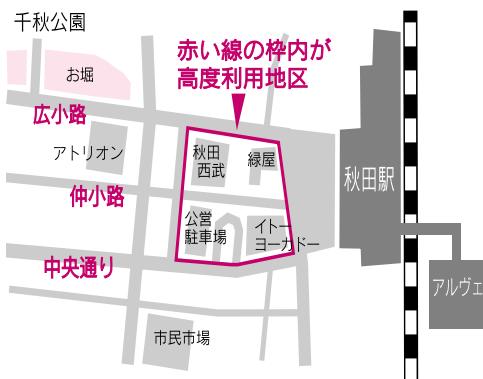 千秋公園
赤い線の枠内が
高度利用地区
お堀
広小路
アトリオン
秋田
西武
緑屋
秋田駅
仲小路
公営
駐車場
イトー
ヨーカドー
中央通り
アルヴェ
市民市場